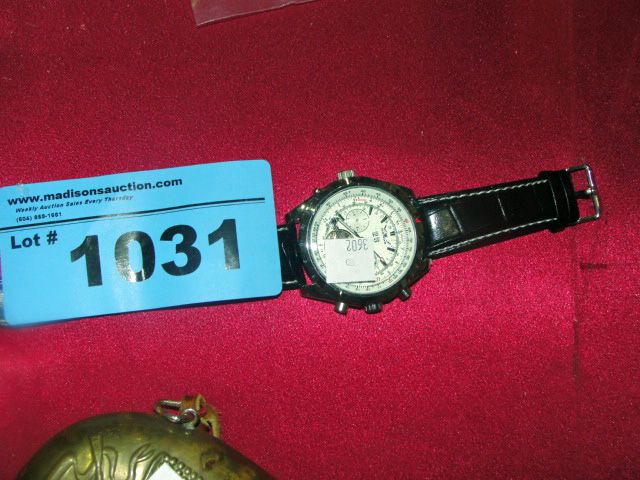 www.madisonsauction.com
Weekly Auction Sales Every Thursday
Lot # 1031
3602